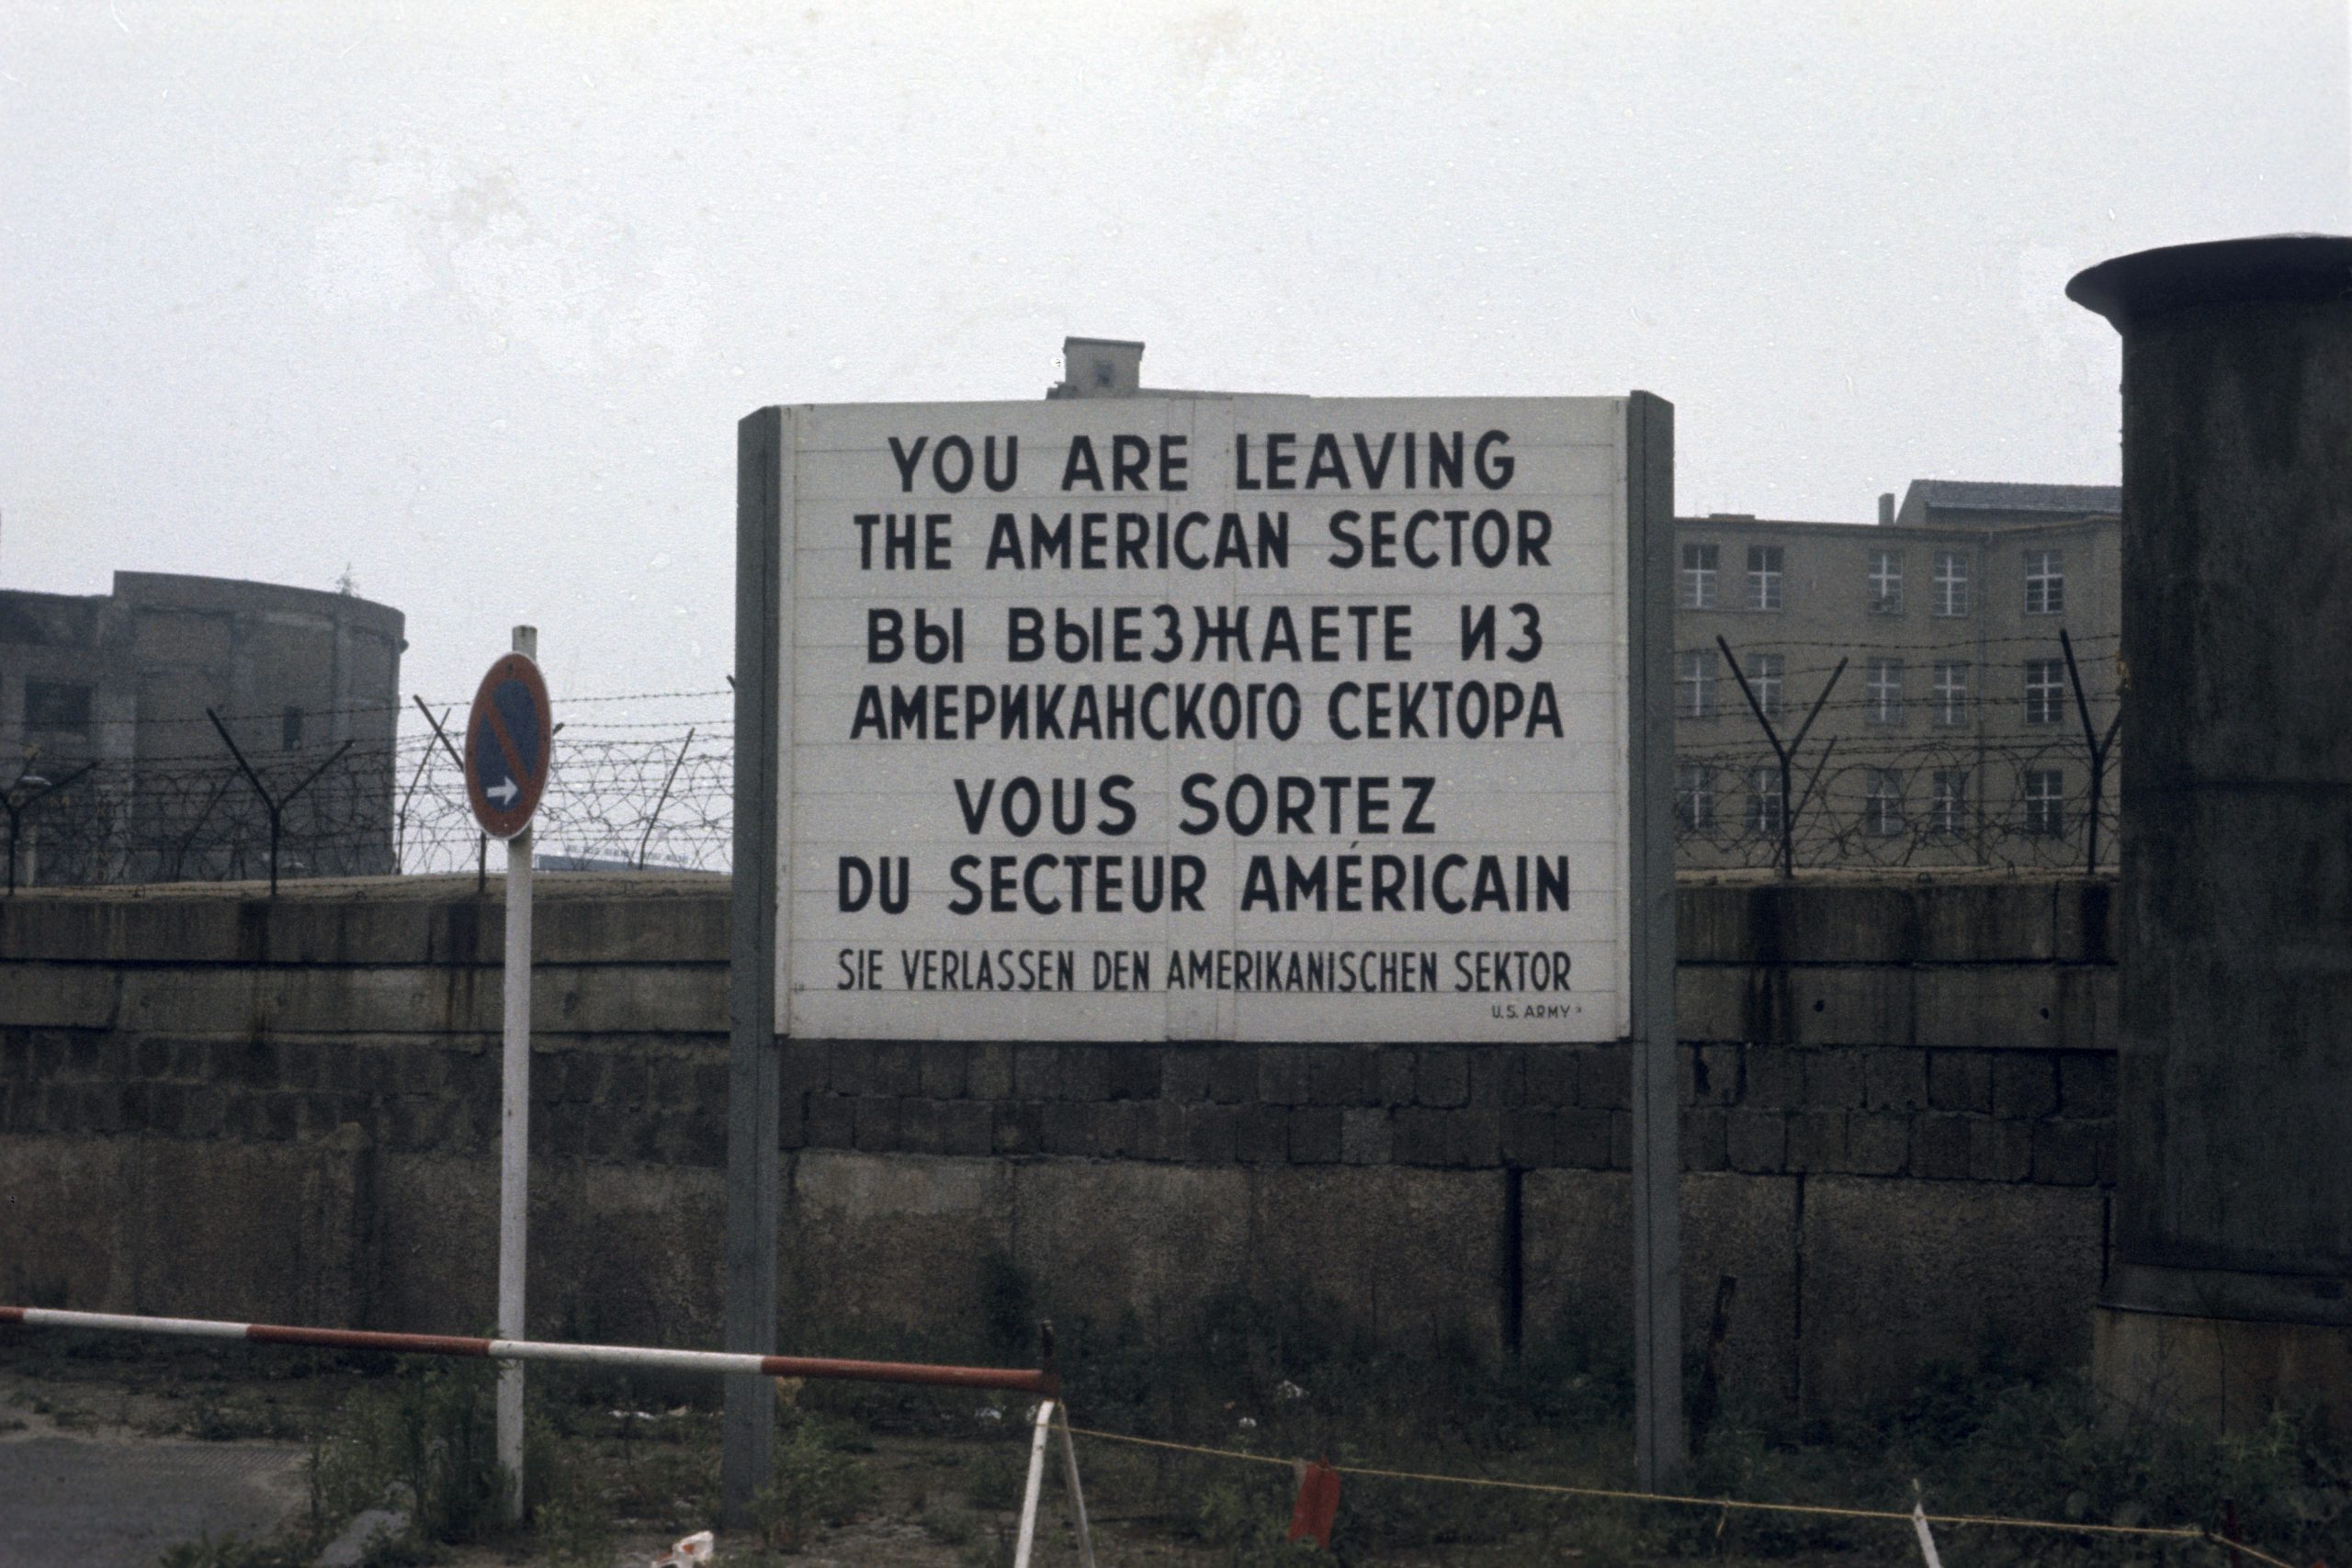 YOU ARE LEAVING
THE AMERICAN SECTOR
ВЫ ВЫЕЗЖАЕТЕ ИЗ
АМЕРИКАНСКОГО СЕКТОРА
VOUS SORTEZ
DU SECTEUR AMÉRICAIN
SIE VERLASSEN DEN AMERIKANISCHEN SEKTOR
U.S. ARMY